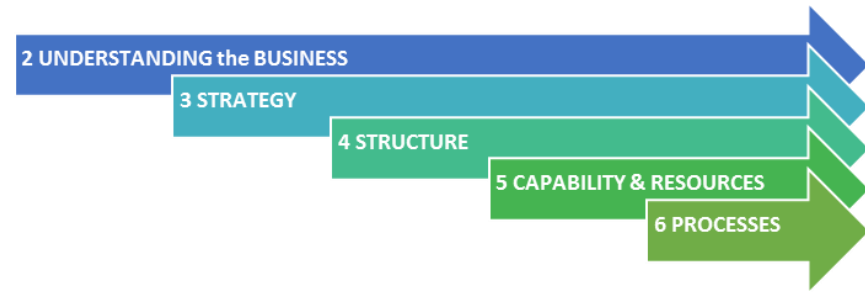 2 UNDERSTANDING the BUSINESS
3 STRATEGY
4 STRUCTURE
5 CAPABILITY & RESOURCES
6 PROCESSES